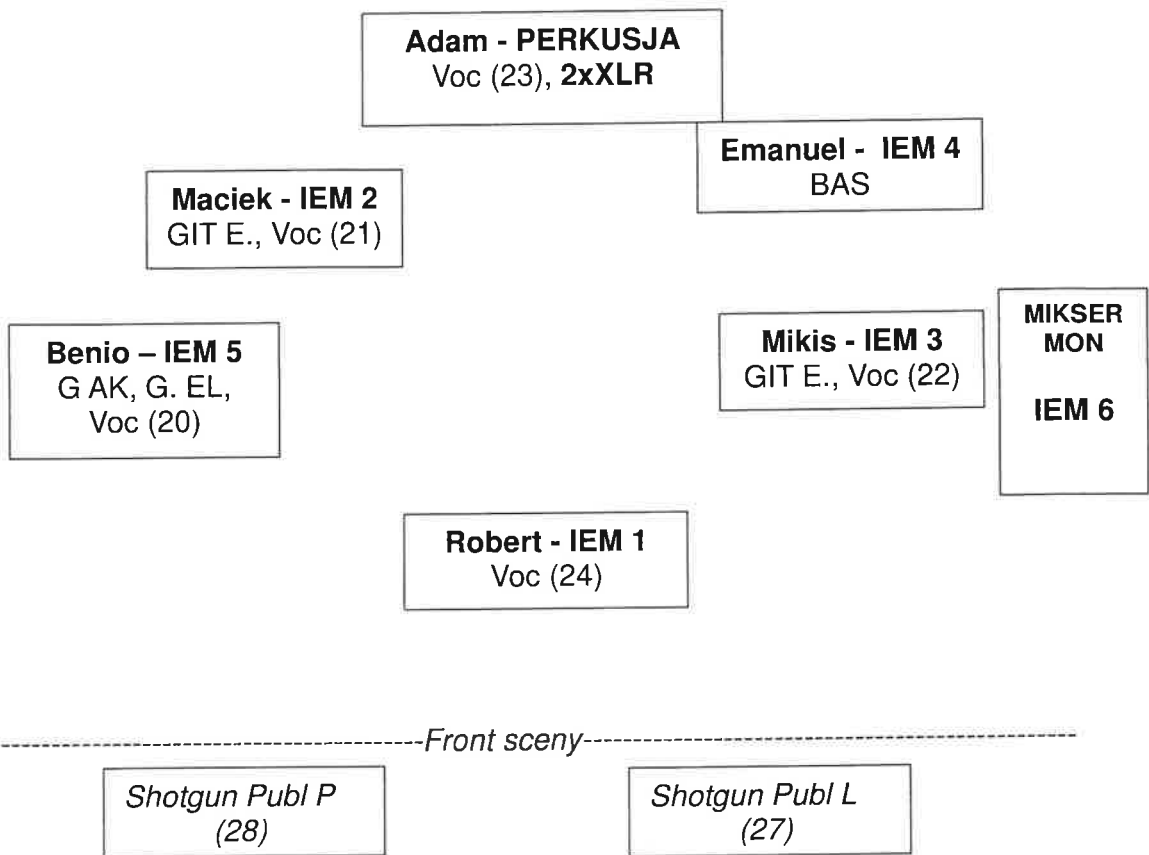 Adam - PERKUSJA
Voc (23), 2xXLR
Emanuel - IEM 4
BAS
Maciek - IEM 2
GIT E., Voc (21)
Benio – IEM 5
G AK, G. EL,
Voc (20)
Mikis - IEM 3
GIT E., Voc (22)
MIKSER
MON
IEM 6
Robert - IEM 1
Voc (24)
Front sceny
Shotgun Publ P
(28)
Shotgun Publ L
(27)